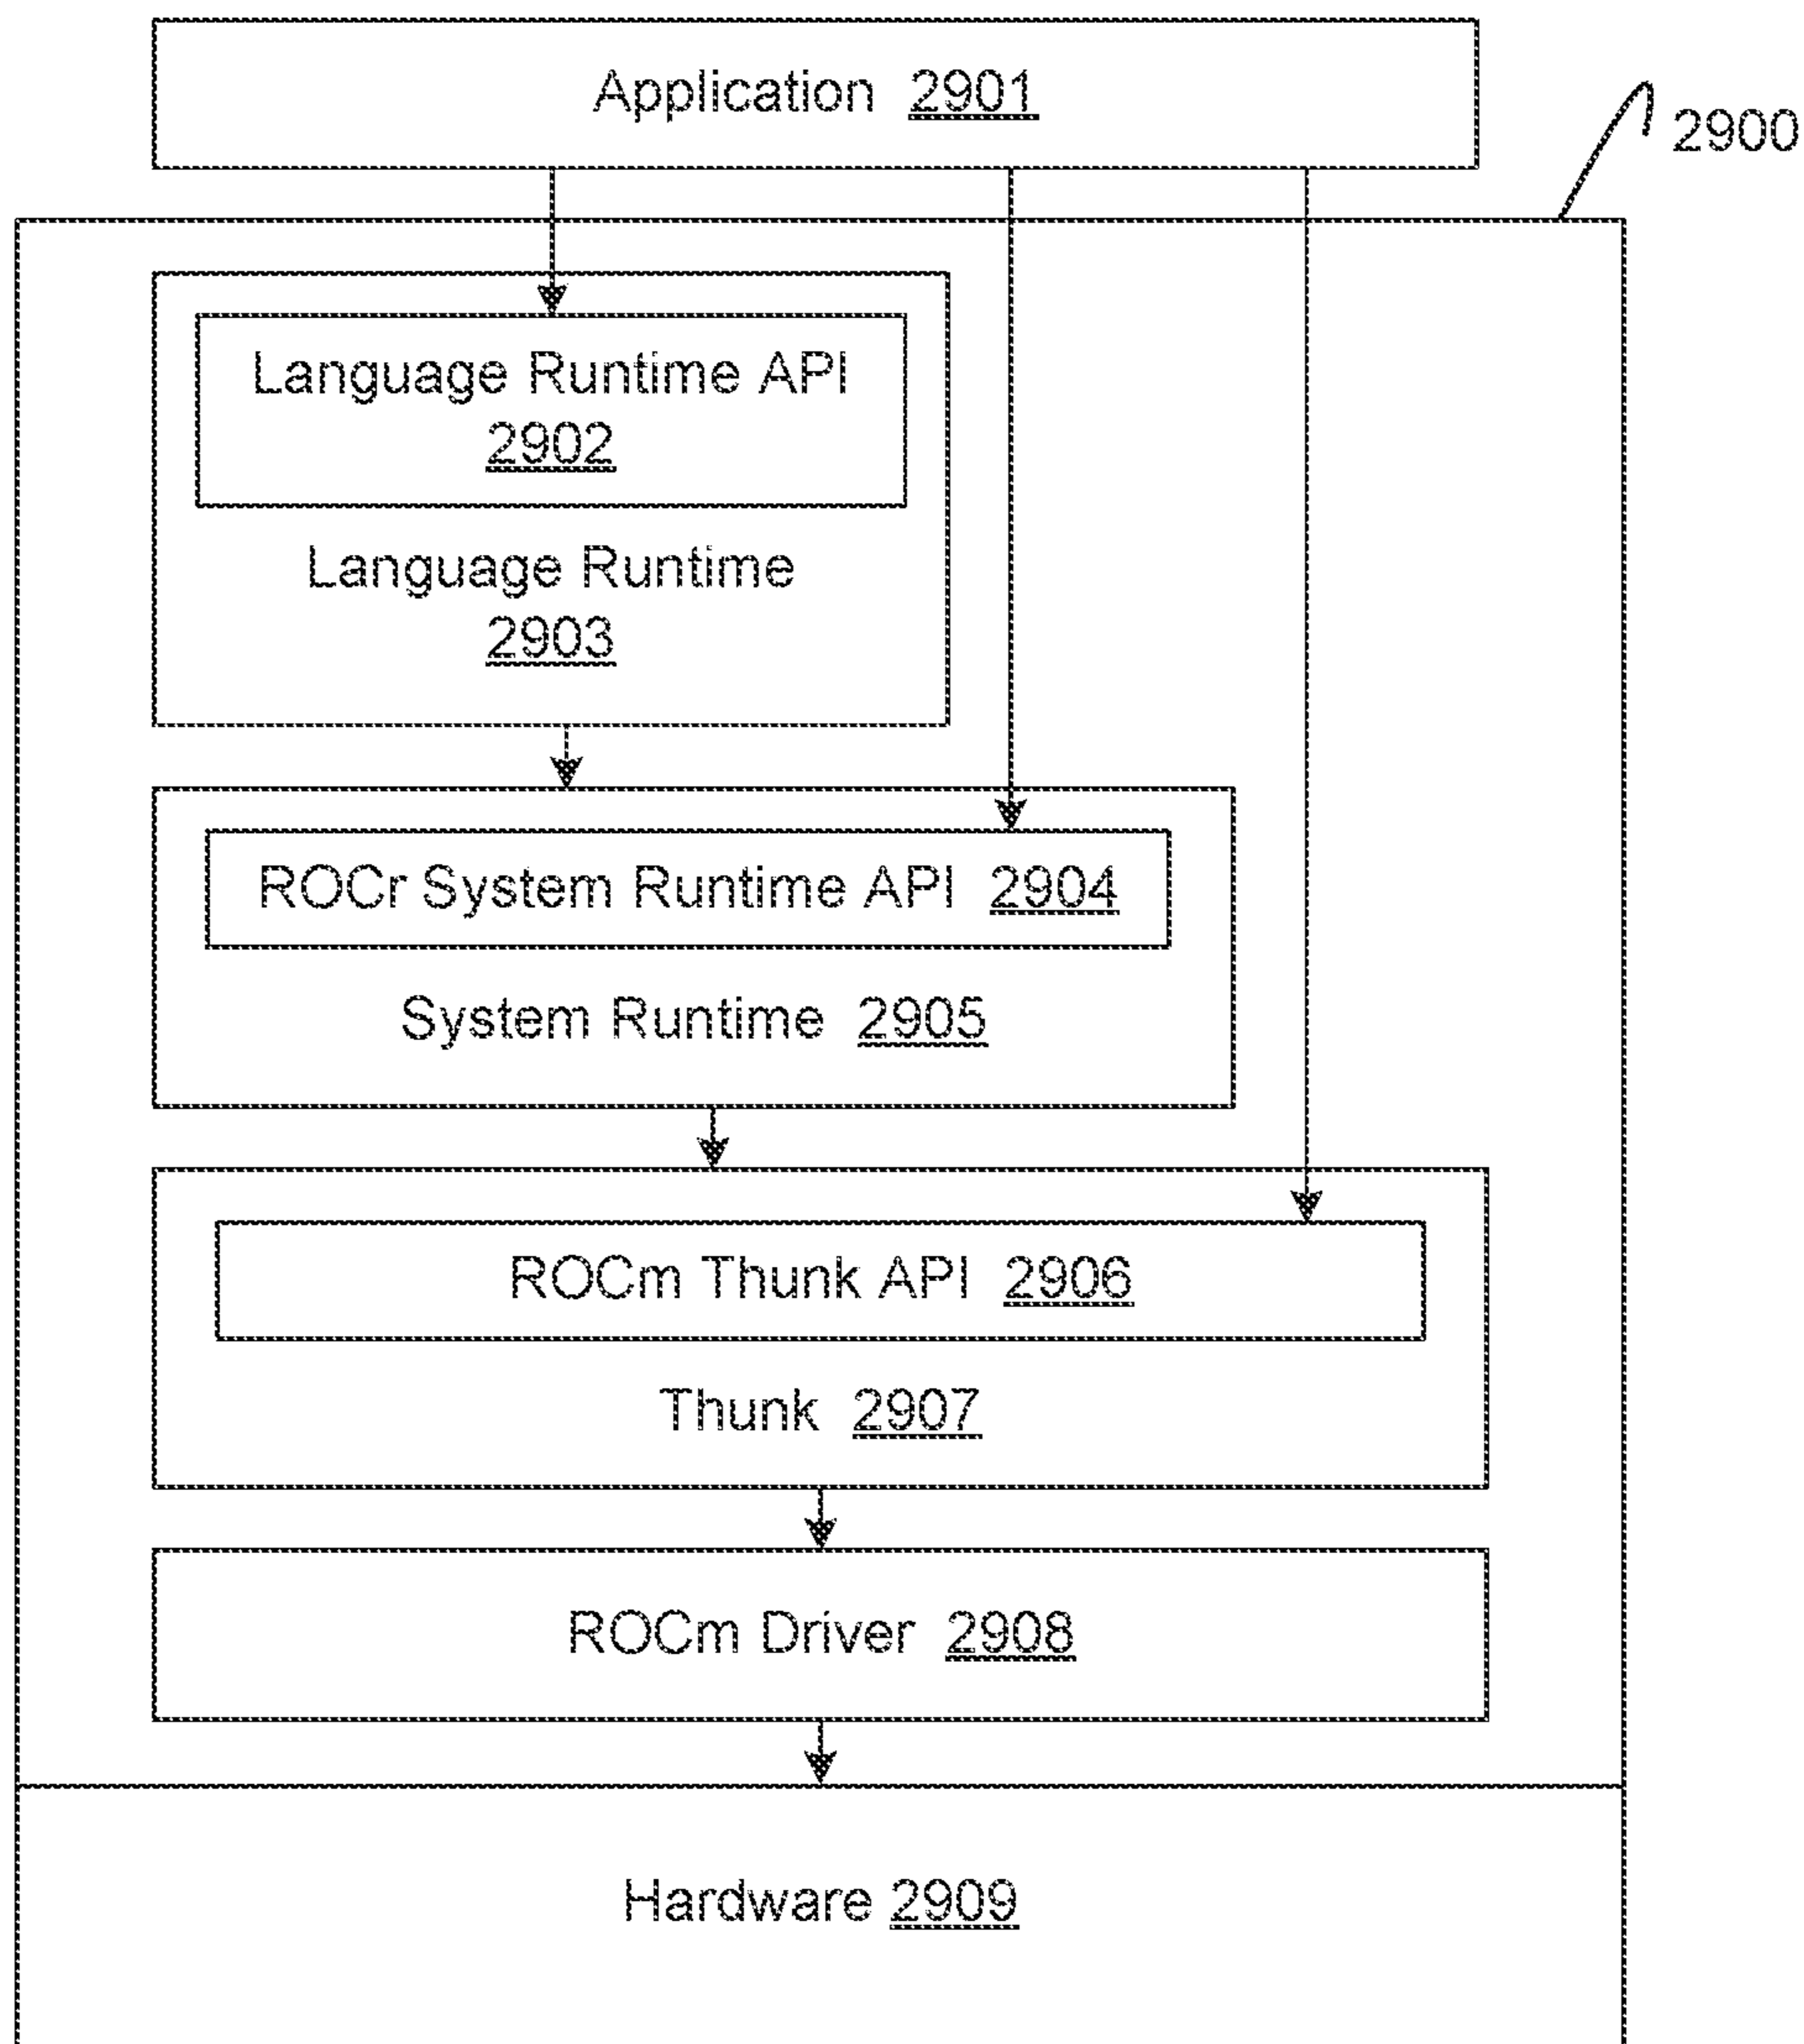 Application 2901
2900
Language Runtime API
2902
Language Runtime
2903
ROCr System Runtime API 2904
System Runtime 2905
ROCm Thunk API 2906
Thunk 2907
ROCm Driver 2908
Hardware 2909